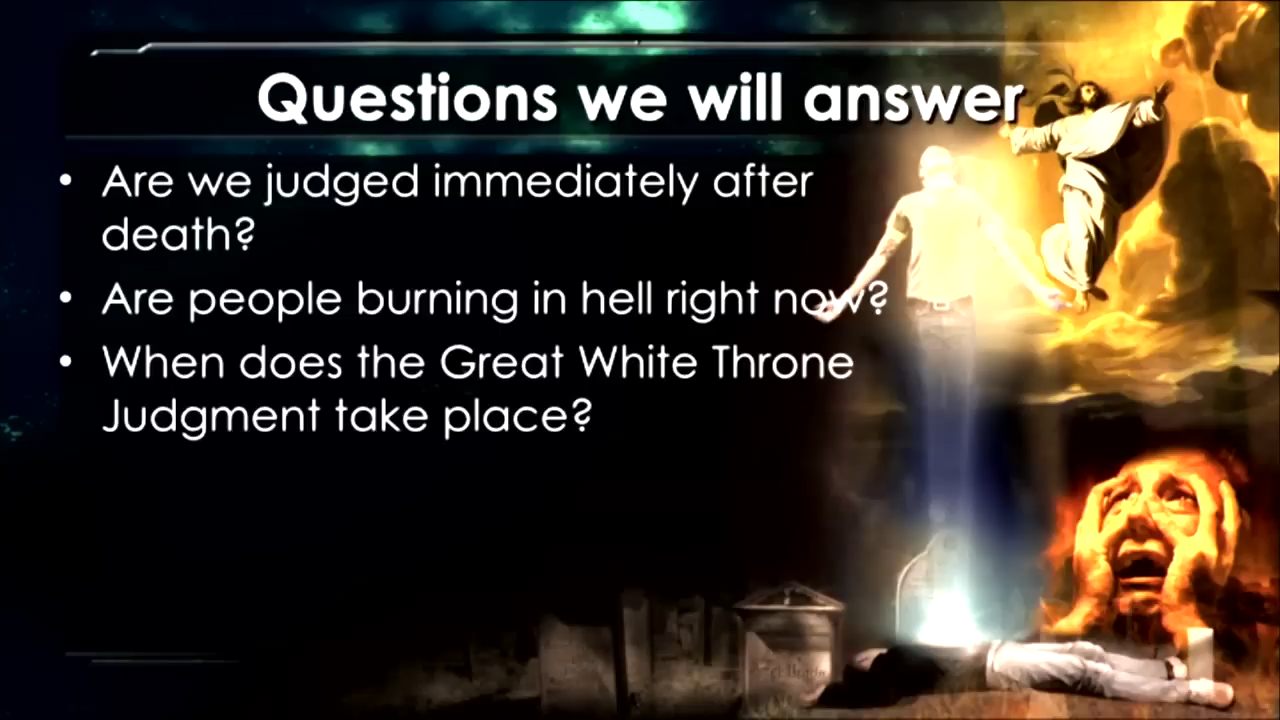 Questions we will answer
• Are we judged immediately after
death?
• Are people burning in hell right now?
• When does the Great White Throne
Judgment take place?